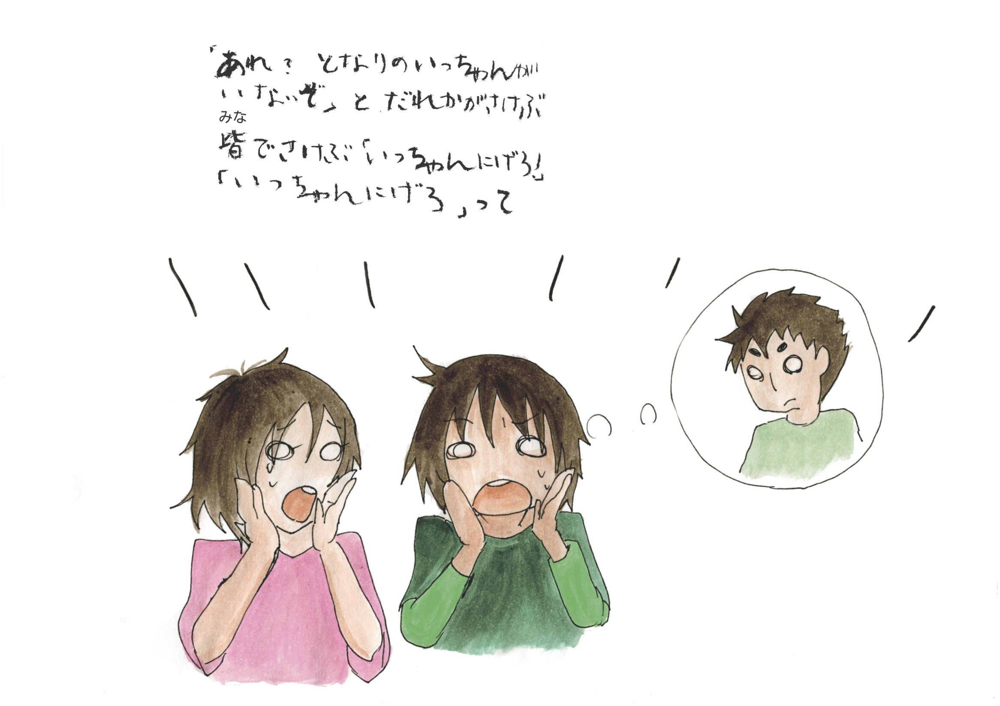 「あれ? となりのいっちゃんが
いないぞ」と だれかがさけぶ
みな
皆でさけぶ「いっちゃんにげろ!」
「いっちゃんにげろ」って